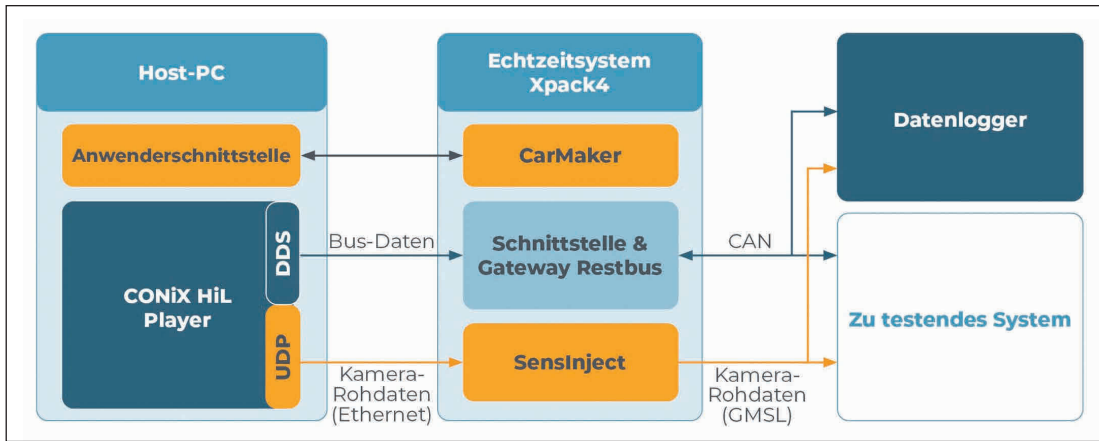 Host-PC
Echtzeitsystem
Xpack4
Datenlogger
Anwenderschnittstelle
CarMaker
CONiX HiL
Player
DDS
UDP
Bus-Daten
Schnittstelle &
Gateway Restbus
CAN
Zu testendes System
Kamera-
Rohdaten
(Ethernet)
SensInject
Kamera-
Rohdaten
(GMSL)